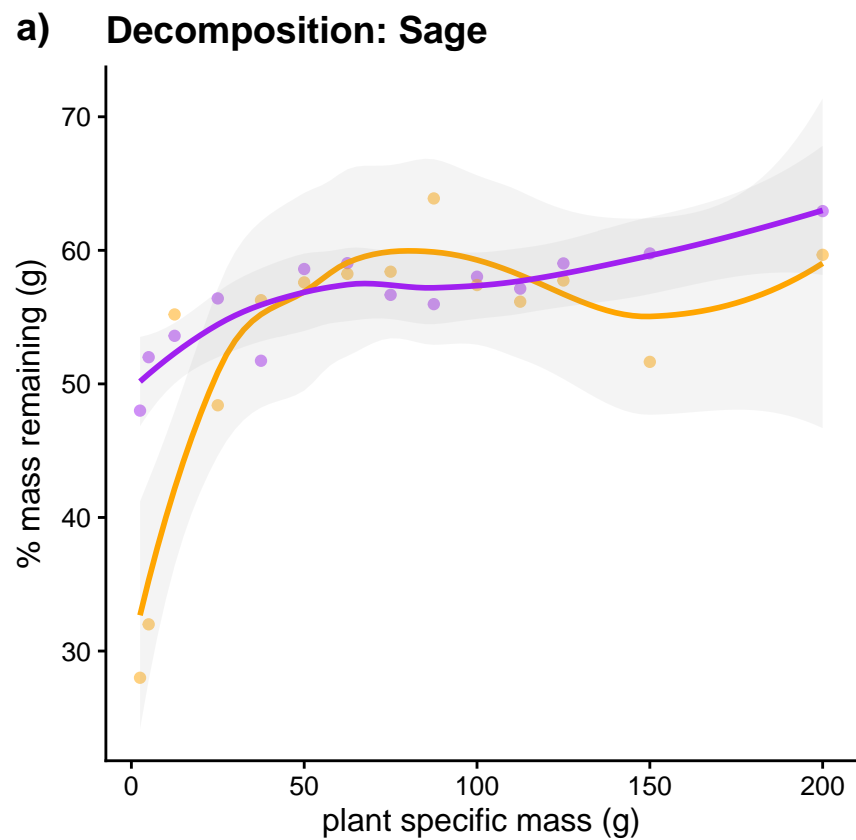 a) Decomposition: Sage
70
60
50
40
30
% mass remaining (g)
0 50 100 150 200
plant specific mass (g)